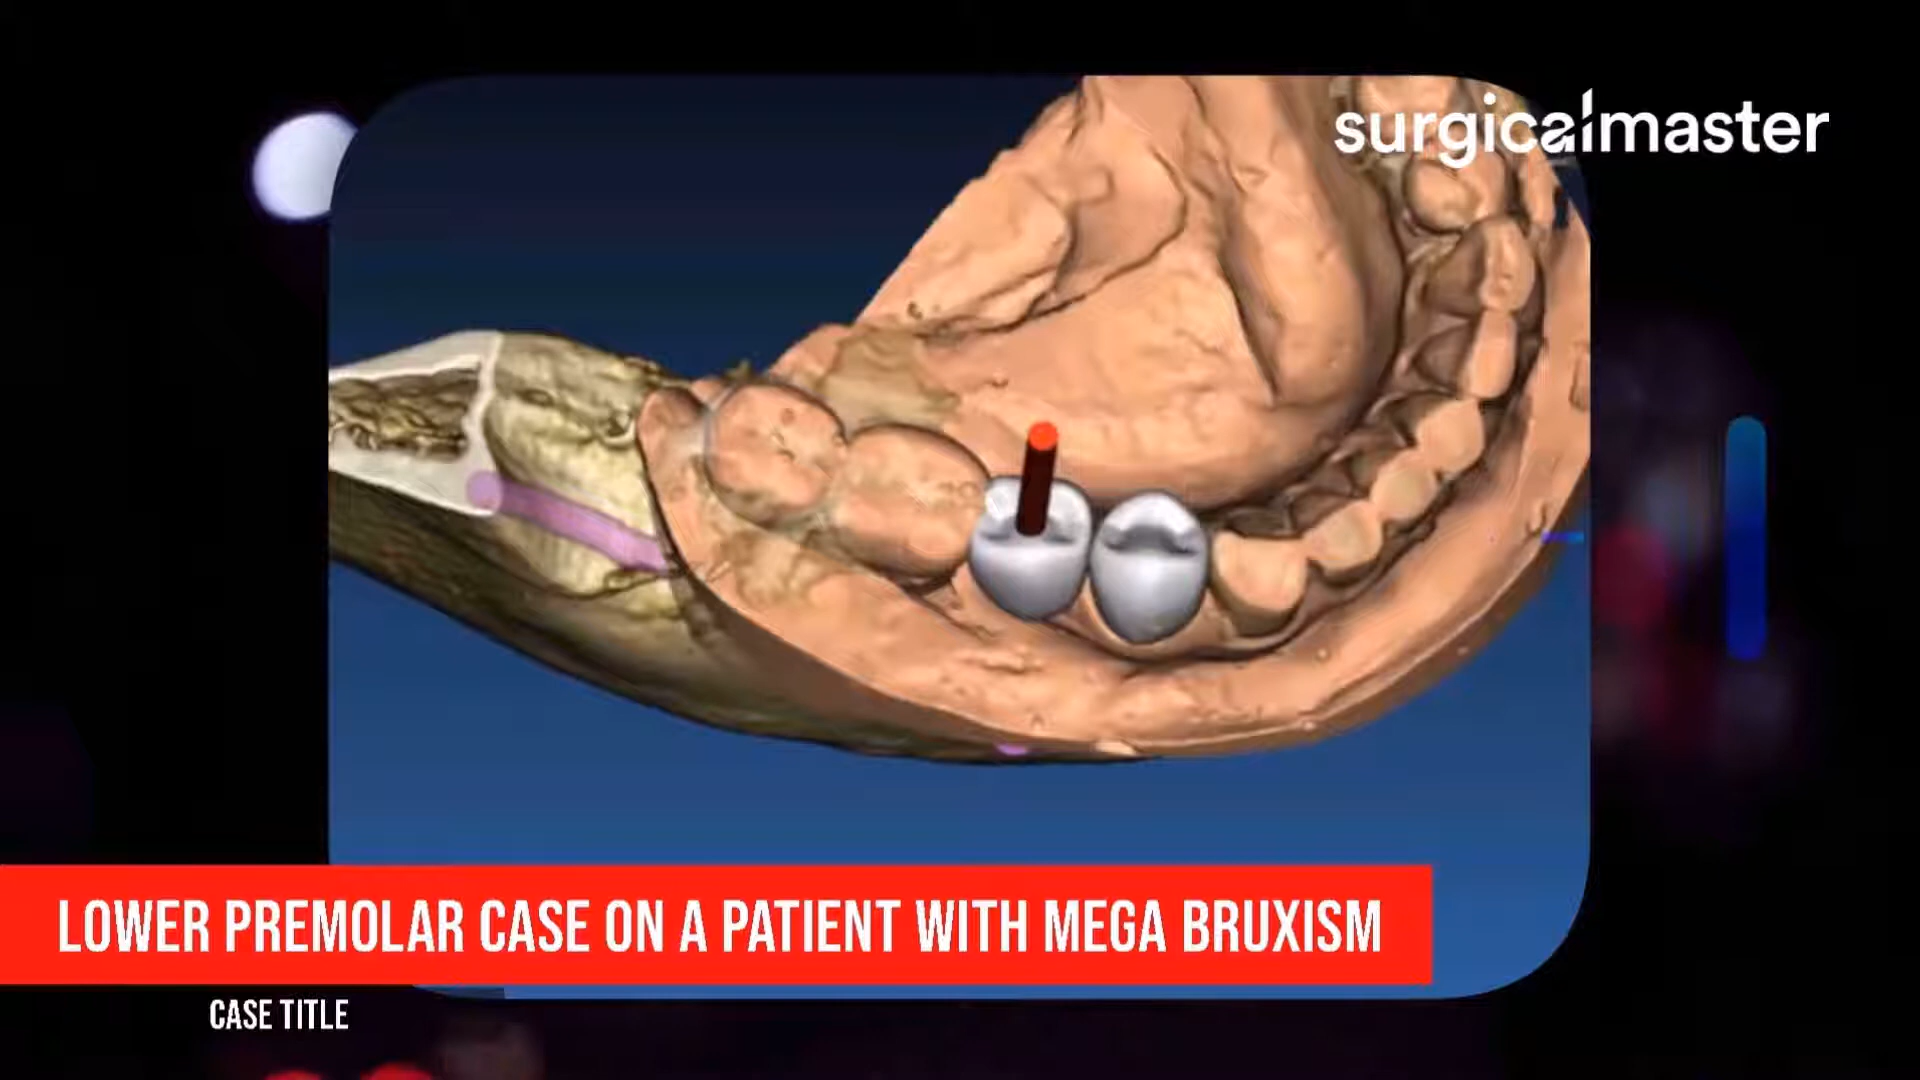 surgicalmaster
LOWER PREMOLAR CASE ON A PATIENT WITH MEGA BRUXISM
CASE TITLE